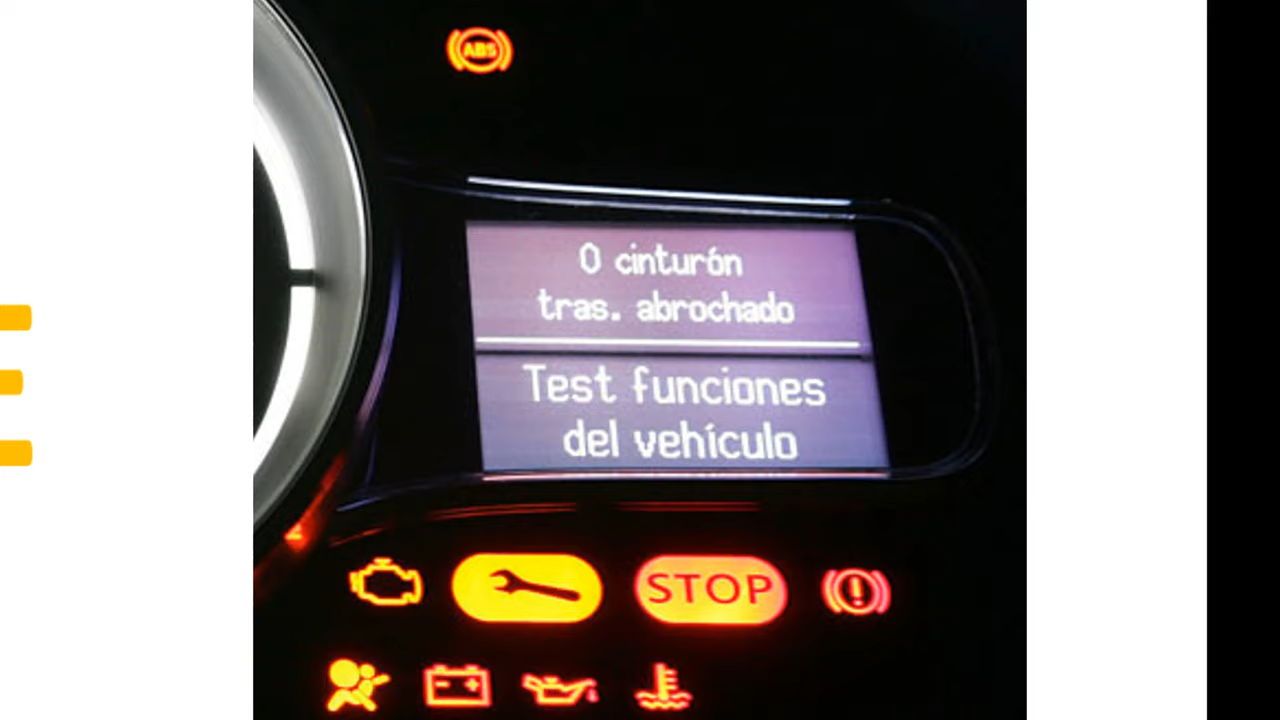 ABS
0 cinturón
tras. abrochado
Test funciones
del vehículo
STOP